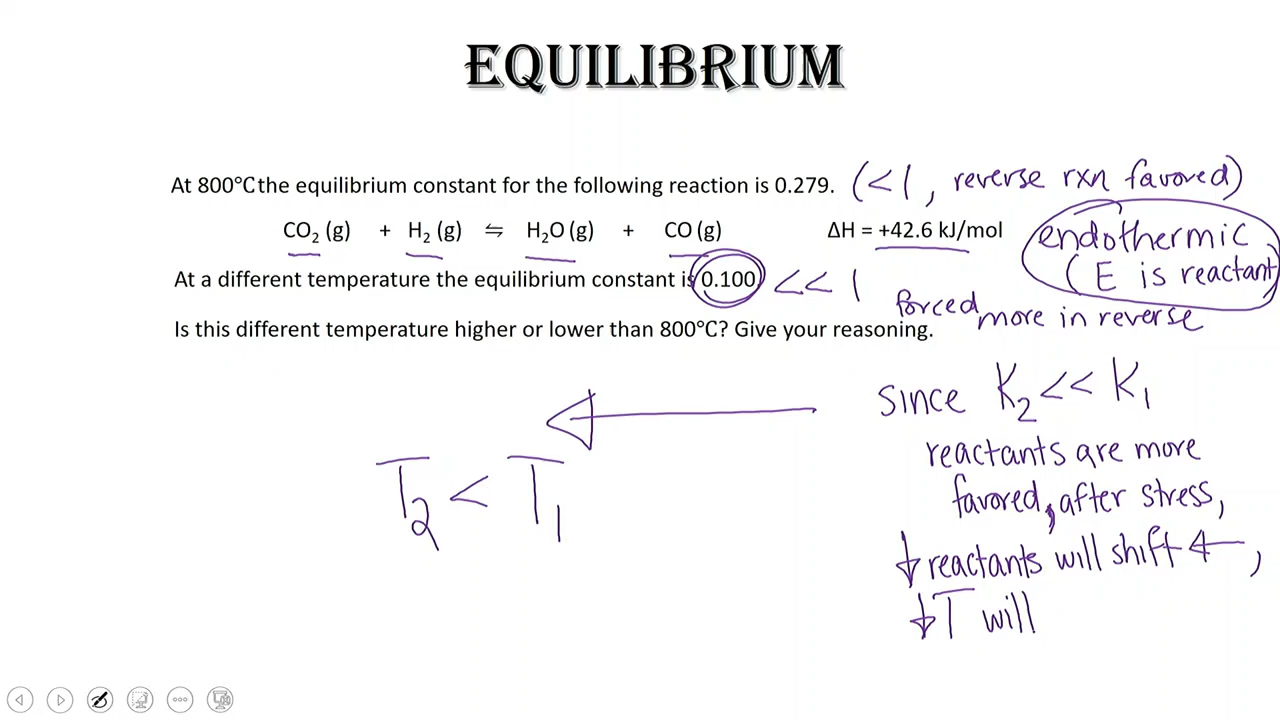 EQUILIBRIUM
At 800°C the equilibrium constant for the following reaction is 0.279. (<1, reverse rxn favored)
CO₂ (g) + H₂ (g) ⇋ H₂O (g) + CO (g) ΔH = +42.6 kJ/mol
endothermic
(E is reactant)
At a different temperature the equilibrium constant is 0.100 << 1
forced more in reverse
Is this different temperature higher or lower than 800°C? Give your reasoning.
since K₂ << K₁
reactants are more
favored, after stress,
↓ reactants will shift ←,
↓ T will
T₂ < T₁